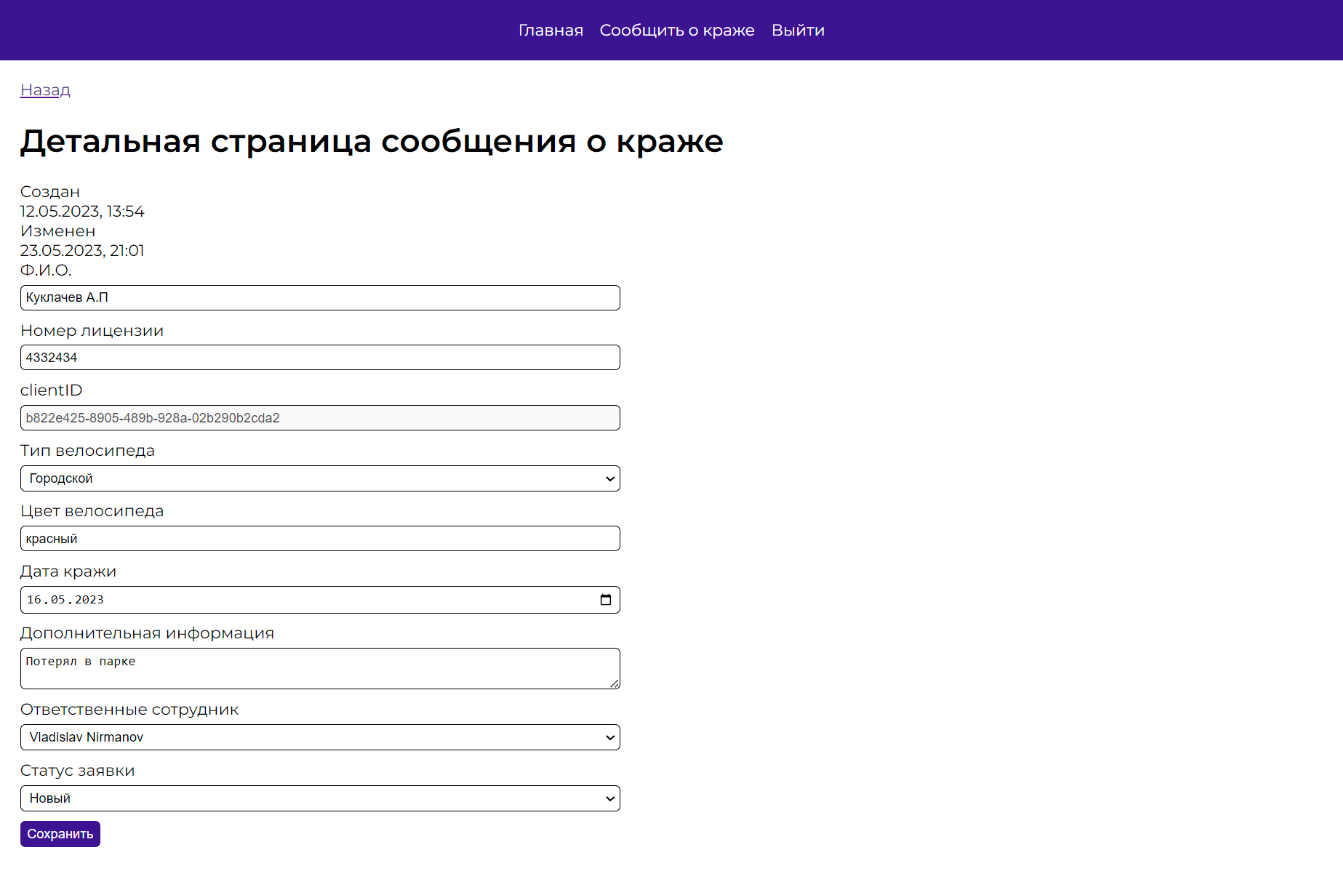 Главная Сообщить о краже Выйти
Назад
Детальная страница сообщения о краже
Создан
12.05.2023, 13:54
Изменен
23.05.2023, 21:01
Ф.И.О.
Куклачев А.П
Номер лицензии
4332434
clientID
b822e425-8905-489b-928a-02b290b2cda2
Тип велосипеда
Городской
Цвет велосипеда
красный
Дата кражи
16.05.2023
Дополнительная информация
Потерял в парке
Ответственные сотрудник
Vladislav Nirmanov
Статус заявки
Новый
Сохранить